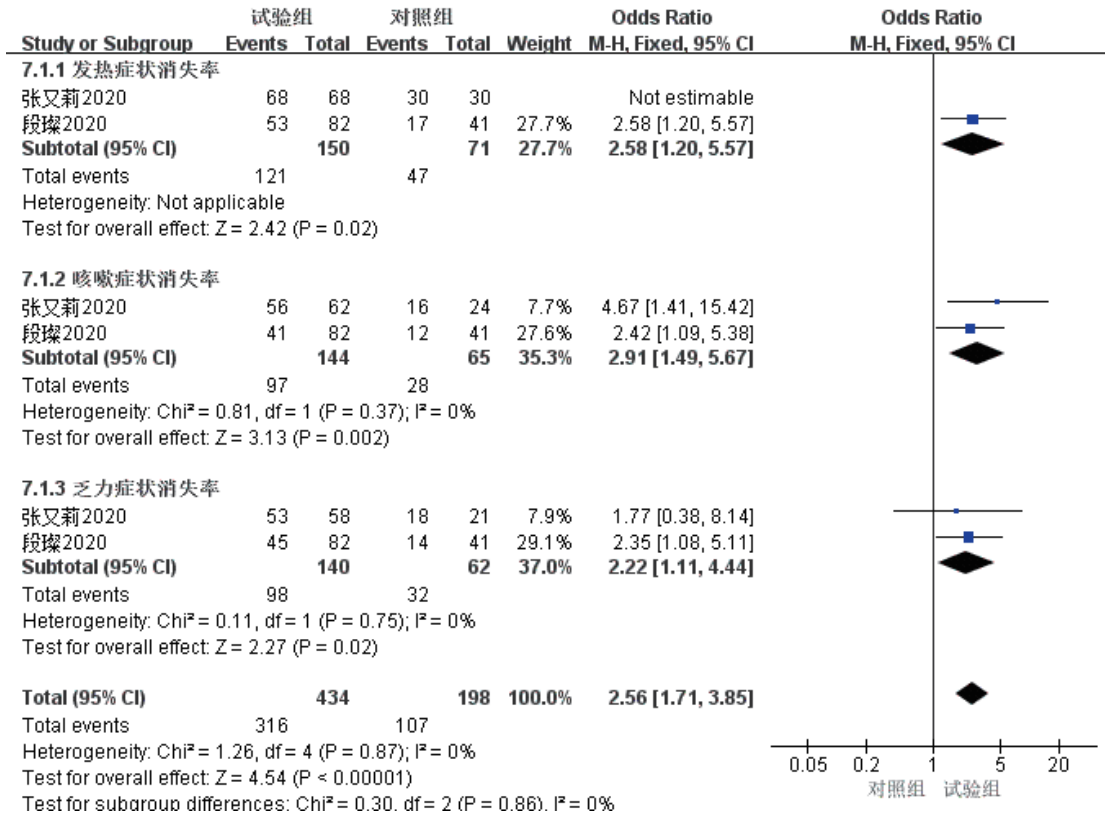 试验组 对照组 Odds Ratio Odds Ratio
Study or Subgroup Events Total Events Total Weight M-H, Fixed, 95% CI M-H, Fixed, 95% CI
7.1.1 发热症状消失率
张又莉2020 68 68 30 30 Not estimable
段璨2020 53 82 17 41 27.7% 2.58 [1.20, 5.57]
Subtotal (95% CI) 150 71 27.7% 2.58 [1.20, 5.57]
Total events 121 47
Heterogeneity: Not applicable
Test for overall effect: Z = 2.42 (P = 0.02)
7.1.2 咳嗽症状消失率
张又莉2020 56 62 16 24 7.7% 4.67 [1.41, 15.42]
段璨2020 41 82 12 41 27.6% 2.42 [1.09, 5.38]
Subtotal (95% CI) 144 65 35.3% 2.91 [1.49, 5.67]
Total events 97 28
Heterogeneity: Chi² = 0.81, df = 1 (P = 0.37); I² = 0%
Test for overall effect: Z = 3.13 (P = 0.002)
7.1.3 乏力症状消失率
张又莉2020 53 58 18 21 7.9% 1.77 [0.38, 8.14]
段璨2020 45 82 14 41 29.1% 2.35 [1.08, 5.11]
Subtotal (95% CI) 140 62 37.0% 2.22 [1.11, 4.44]
Total events 98 32
Heterogeneity: Chi² = 0.11, df = 1 (P = 0.75); I² = 0%
Test for overall effect: Z = 2.27 (P = 0.02)
Total (95% CI) 434 198 100.0% 2.56 [1.71, 3.85]
Total events 316 107
Heterogeneity: Chi² = 1.26, df = 4 (P = 0.87); I² = 0%
Test for overall effect: Z = 4.54 (P < 0.00001)
Test for subgroup differences: Chi² = 0.30, df = 2 (P = 0.86), I² = 0%
0.05 0.2 1 5 20
对照组 试验组